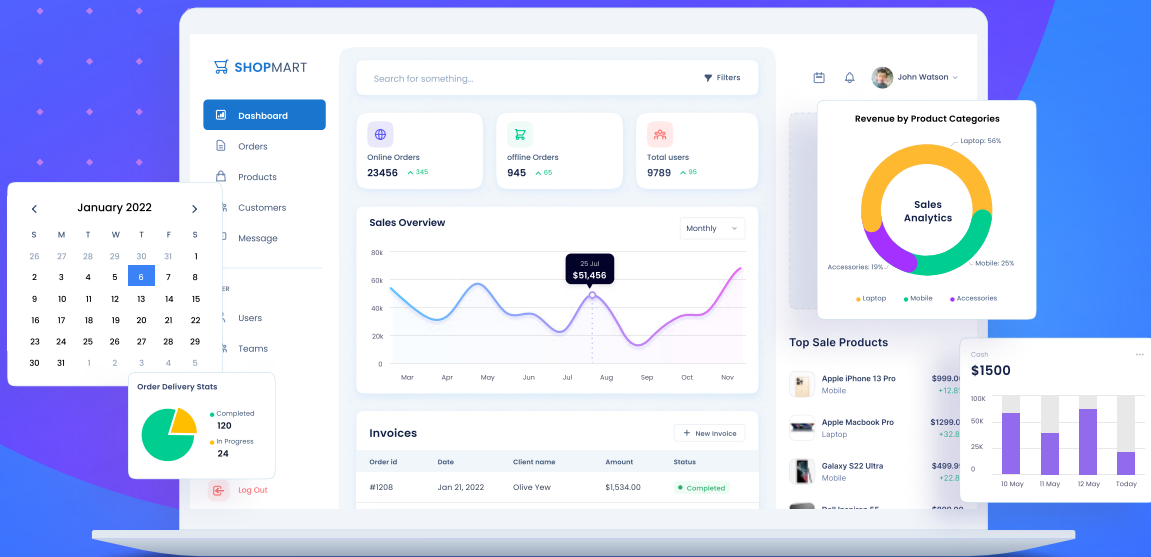 SHOPMART
Dashboard
Orders
Products
Customers
Message
Users
Teams
Log Out
January 2022
S M T W T F S
26 27 28 29 30 31 1
2 3 4 5 6 7 8
9 10 11 12 13 14 15
16 17 18 19 20 21 22
23 24 25 26 27 28 29
30 31 1 2 3 4 5
Order Delivery Stats
Completed
120
In Progress
24
Search for something...
Filters
Online Orders
23456 345
offline Orders
945 65
Total users
9789 95
Sales Overview
Monthly
80k
60k
40k
20k
0
25 Jul
$51,456
Mar Apr May Jun Jul Aug Sep Oct Nov
Invoices
+ New Invoice
Order id Date Client name Amount Status
#1208 Jan 21, 2022 Olive Yew $1,534.00 Completed
John Watson
Revenue by Product Categories
Laptop: 56%
Sales
Analytics
Accessories: 19%
Mobile: 25%
Laptop Mobile Accessories
Top Sale Products
Apple iPhone 13 Pro
Mobile
Apple Macbook Pro
Laptop
Galaxy S22 Ultra
Mobile
Cash
$1500
100K
50K
25K
0
10 May 11 May 12 May Today